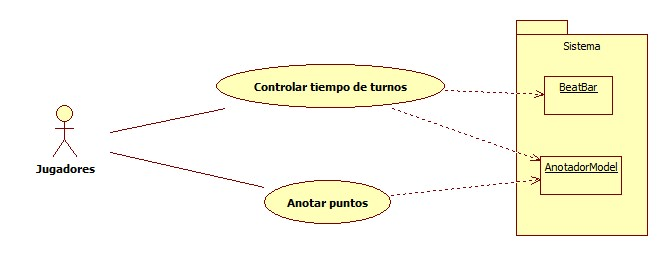 Sistema
Controlar tiempo de turnos
BeatBar
Jugadores
AnotadorModel
Anotar puntos